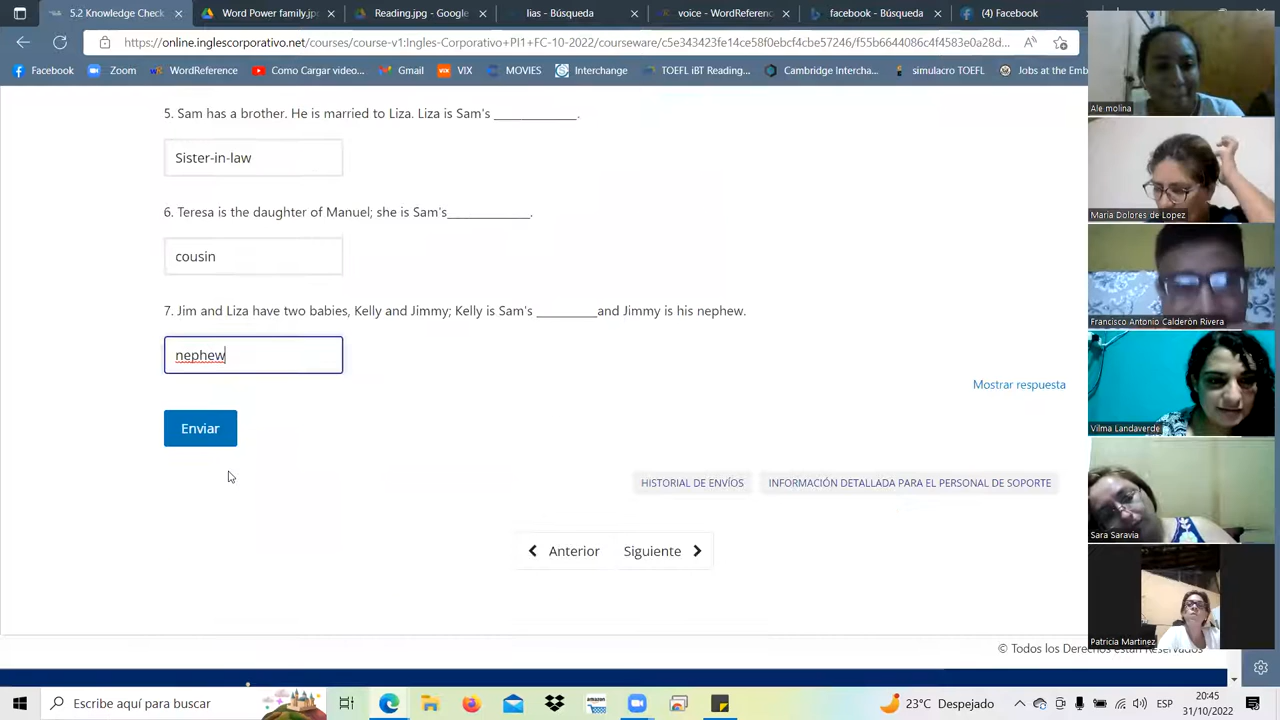 5.2 Knowledge Check
Word Power family.jp
Reading.jpg - Google
lias - Búsqueda
voice - WordReferenc
facebook - Búsqueda
(4) Facebook
https://online.inglescorporativo.net/courses/course-v1:Ingles-Corporativo+PI1+FC-10-2022/courseware/c5e343423fe14ce58f0ebcf4cbe57246/f55b6644086c4f4583e0a28d...
Facebook
Zoom
WordReference
Como Cargar video...
Gmail
VIX
MOVIES
Interchange
TOEFL iBT Reading...
Cambridge Intercha...
simulacro TOEFL
Jobs at the Emb
5. Sam has a brother. He is married to Liza. Liza is Sam's ____________.
Sister-in-law
6. Teresa is the daughter of Manuel; she is Sam's____________.
cousin
7. Jim and Liza have two babies, Kelly and Jimmy; Kelly is Sam's _________and Jimmy is his nephew.
nephew
Mostrar respuesta
Enviar
HISTORIAL DE ENVÍOS
INFORMACIÓN DETALLADA PARA EL PERSONAL DE SOPORTE
Anterior
Siguiente
© Todos los Derechos están Reservados
Ale molina
Maria Dolores de Lopez
Francisco Antonio Calderón Rivera
Vilma Landaverde
Sara Saravia
Patricia Martinez
Escribe aquí para buscar
amazon
23°C Despejado
ESP
20:45
31/10/2022